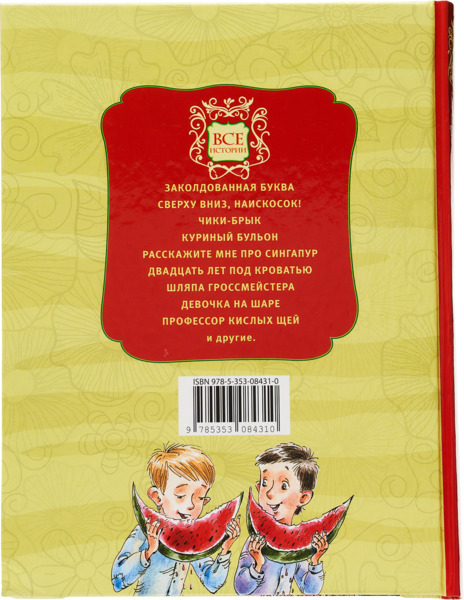 ВСЕ
ИСТОРИИ
ЗАКОЛДОВАННАЯ БУКВА
СВЕРХУ ВНИЗ, НАИСКОСОК!
ЧИКИ-БРЫК
КУРИНЫЙ БУЛЬОН
РАССКАЖИТЕ МНЕ ПРО СИНГАПУР
ДВАДЦАТЬ ЛЕТ ПОД КРОВАТЬЮ
ШЛЯПА ГРОССМЕЙСТЕРА
ДЕВОЧКА НА ШАРЕ
ПРОФЕССОР КИСЛЫХ ЩЕЙ
и другие.
ISBN 978-5-353-08431-0
9 785353 084310